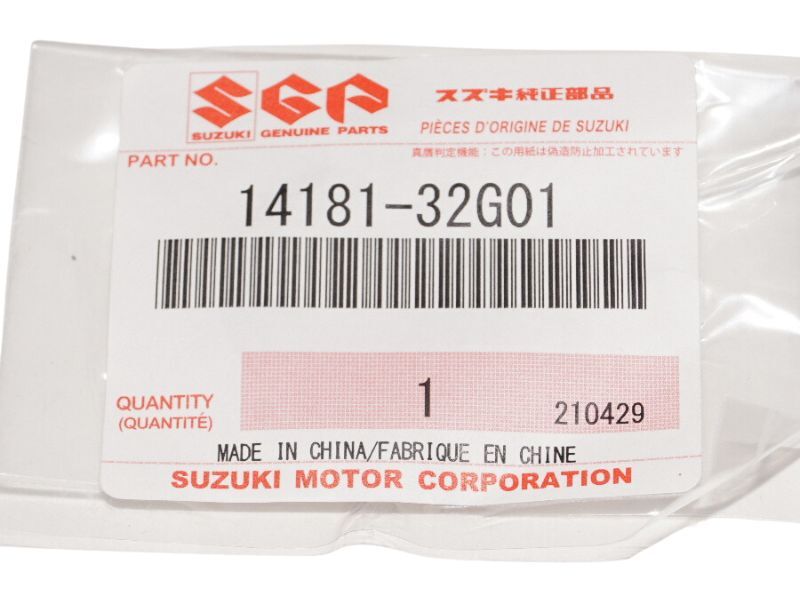 SGP
SUZUKI GENUINE PARTS
スズキ純正部品
PIÈCES D'ORIGINE DE SUZUKI
PART NO.
真贋判定機能:この用紙は偽造防止加工されています
14181-32G01
QUANTITY
(QUANTITÉ)
1
210429
MADE IN CHINA/FABRIQUE EN CHINE
SUZUKI MOTOR CORPORATION